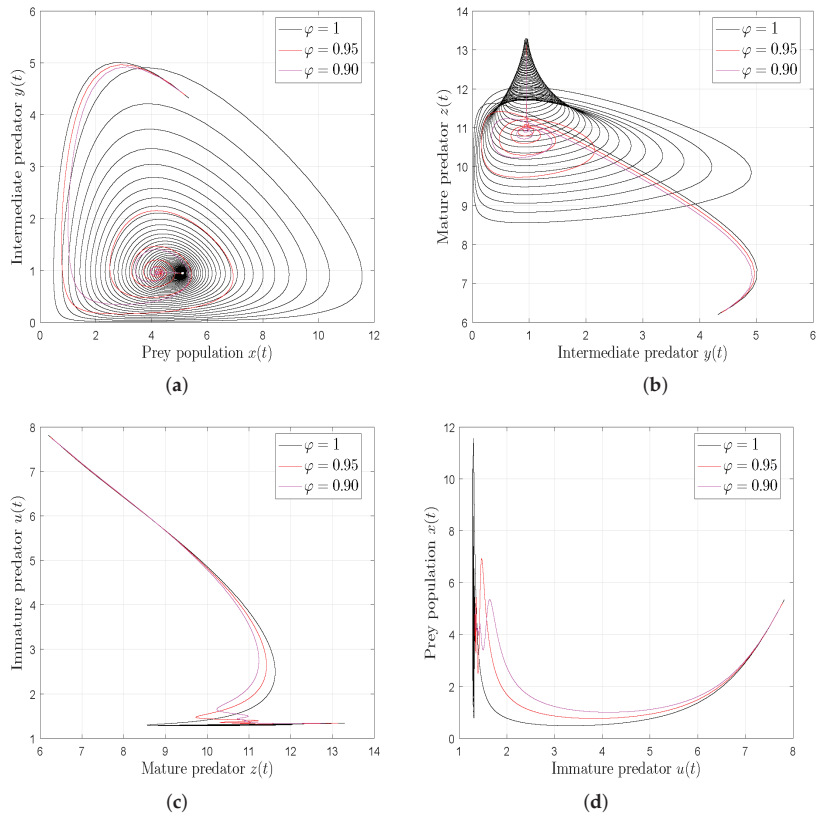 6
5
4
3
2
1
0
0 2 4 6 8 10 12
Intermediate predator y(t)
Prey population x(t)
φ = 1
φ = 0.95
φ = 0.90
(a)
14
13
12
11
10
9
8
7
6
0 1 2 3 4 5 6
Mature predator z(t)
Intermediate predator y(t)
φ = 1
φ = 0.95
φ = 0.90
(b)
8
7
6
5
4
3
2
1
6 7 8 9 10 11 12 13 14
Immature predator u(t)
Mature predator z(t)
φ = 1
φ = 0.95
φ = 0.90
(c)
12
10
8
6
4
2
0
1 2 3 4 5 6 7 8
Prey population x(t)
Immature predator u(t)
φ = 1
φ = 0.95
φ = 0.90
(d)